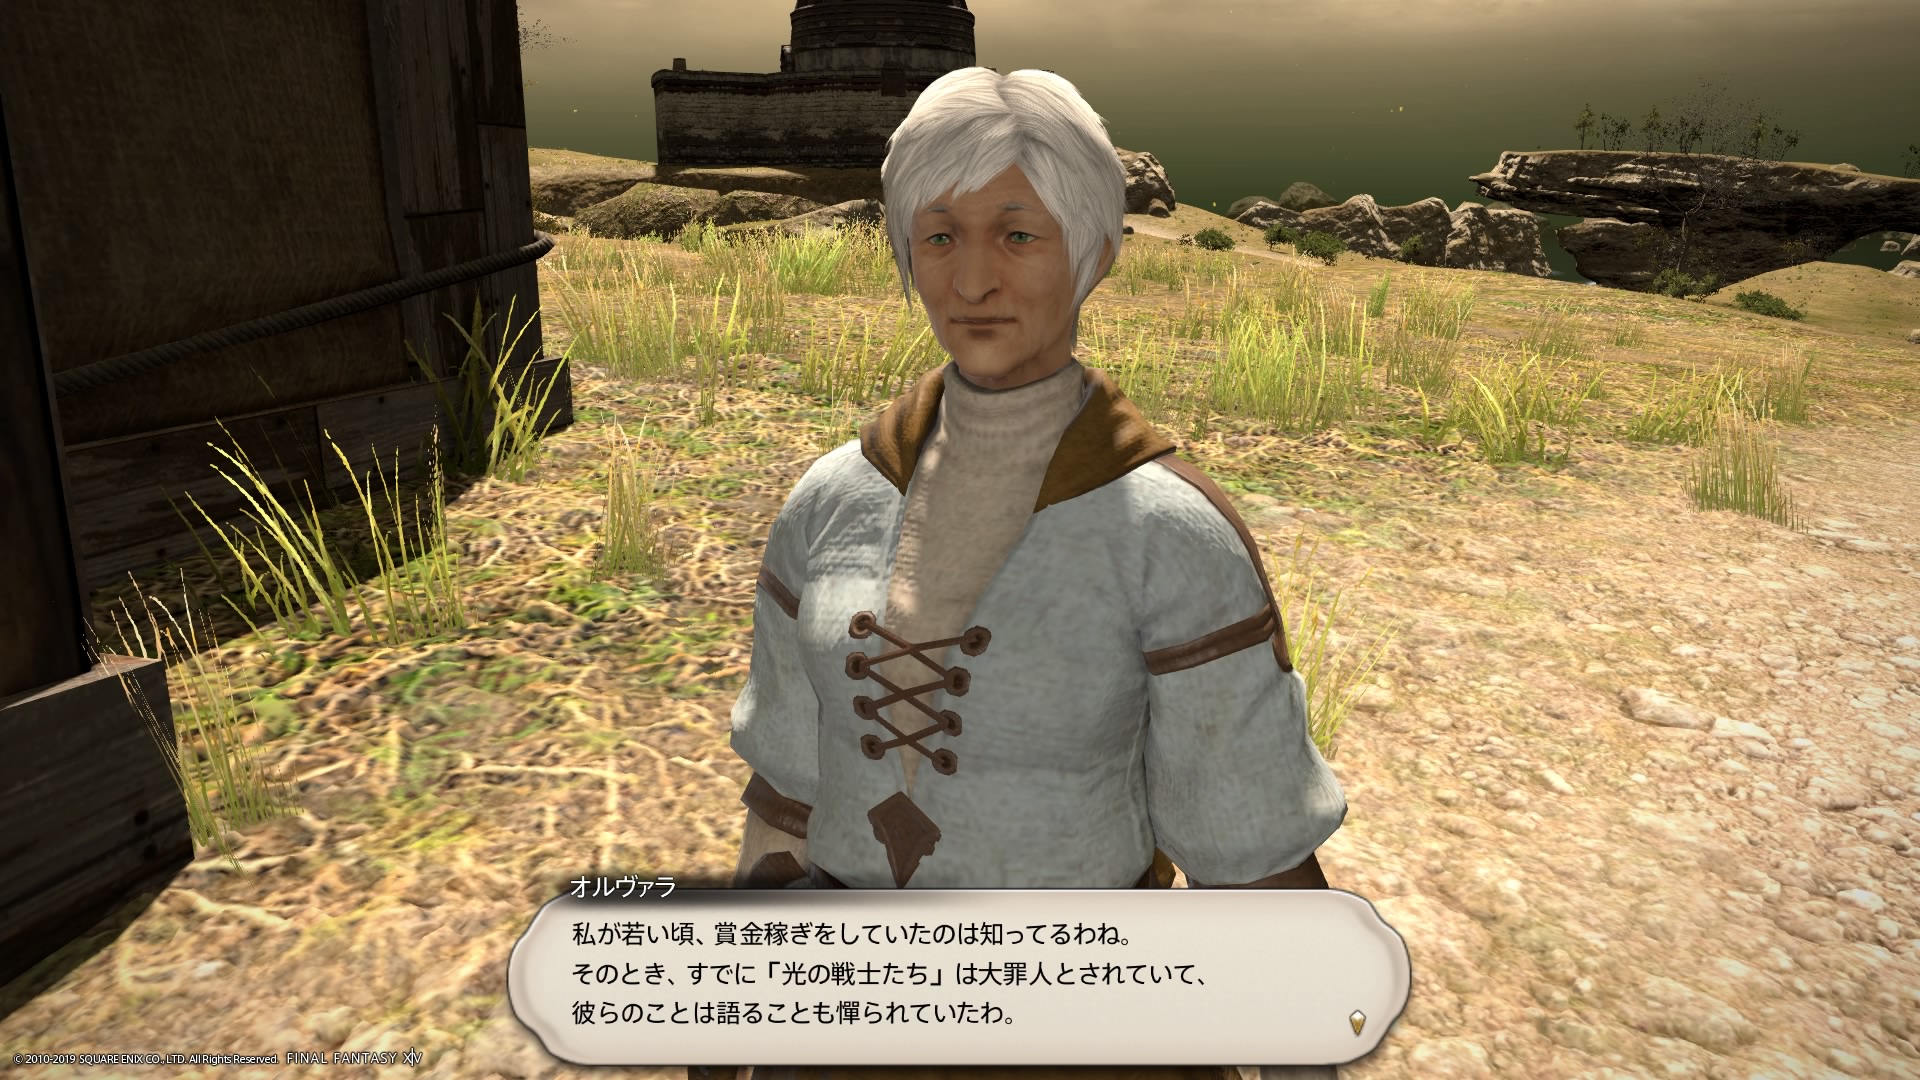 オルヴァラ
私が若い頃、賞金稼ぎをしていたのは知ってるわね。
そのとき、すでに「光の戦士たち」は大罪人とされていて、
彼らのことは語ることも憚られていたわ。
© 2010-2019 SQUARE ENIX CO., LTD. All Rights Reserved. FINAL FANTASY XIV